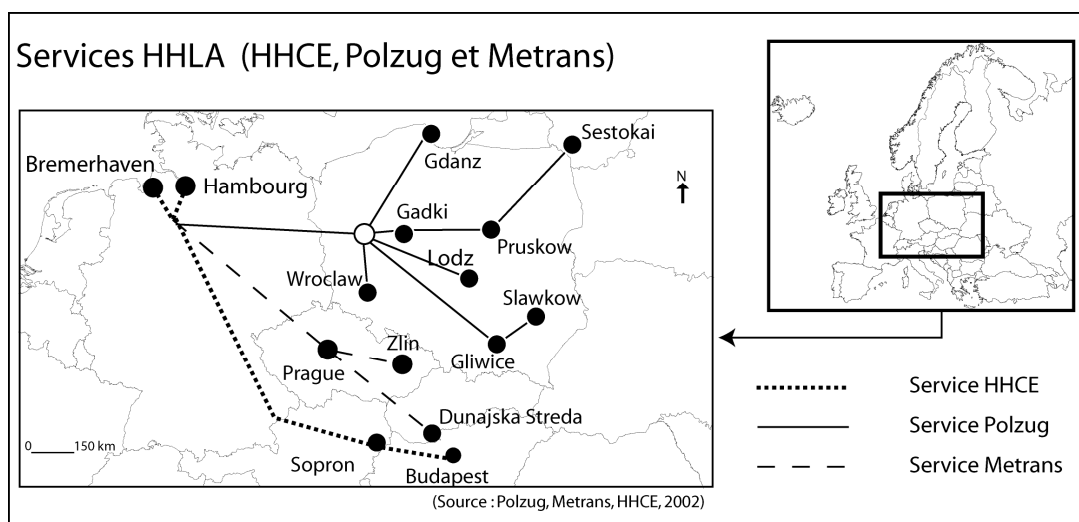 Services HHLA (HHCE, Polzug et Metrans)
Sestokai
Gdanz
Bremerhaven
Hambourg
N
Gadki
Pruskow
Lodz
Wroclaw
Slawkow
Zlin
Gliwice
Prague
Dunajska Streda
0 150 km
Sopron
Budapest
(Source : Polzug, Metrans, HHCE, 2002)
Service HHCE
Service Polzug
Service Metrans